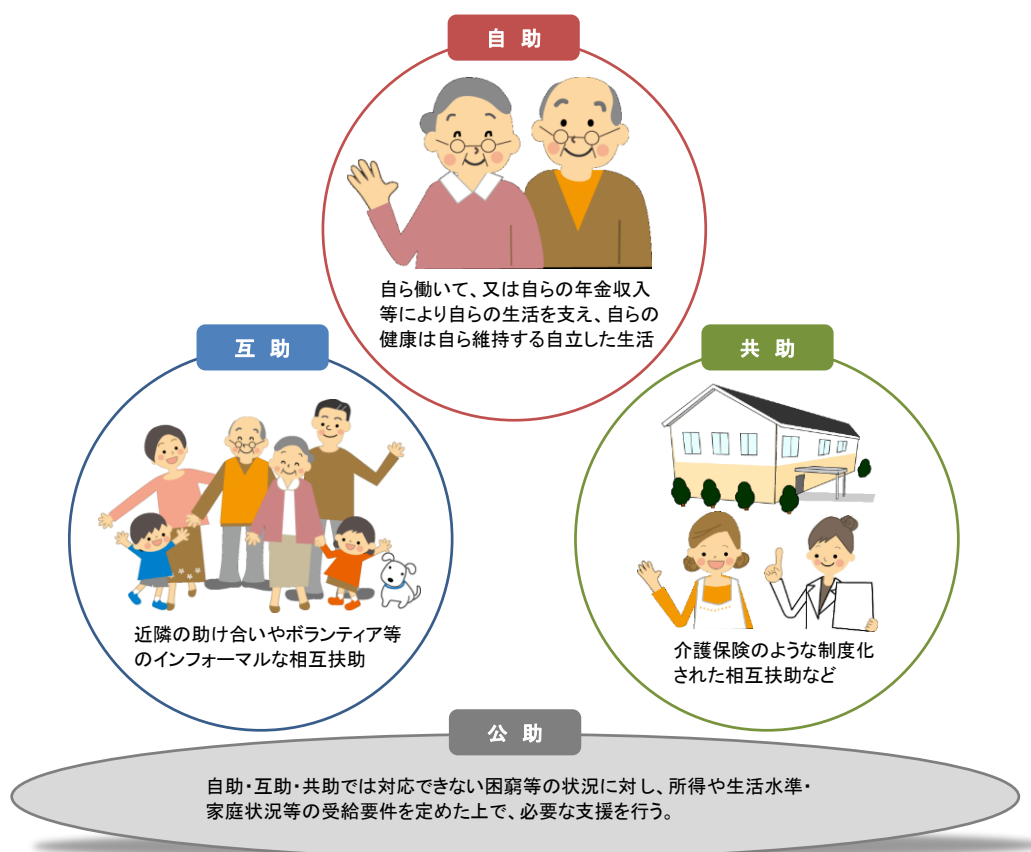 自 助
自ら働いて、又は自らの年金収入
等により自らの生活を支え、自らの
健康は自ら維持する自立した生活
互 助
近隣の助け合いやボランティア等
のインフォーマルな相互扶助
共 助
介護保険のような制度化
された相互扶助など
公 助
自助・互助・共助では対応できない困窮等の状況に対し、所得や生活水準・
家庭状況等の受給要件を定めた上で、必要な支援を行う。